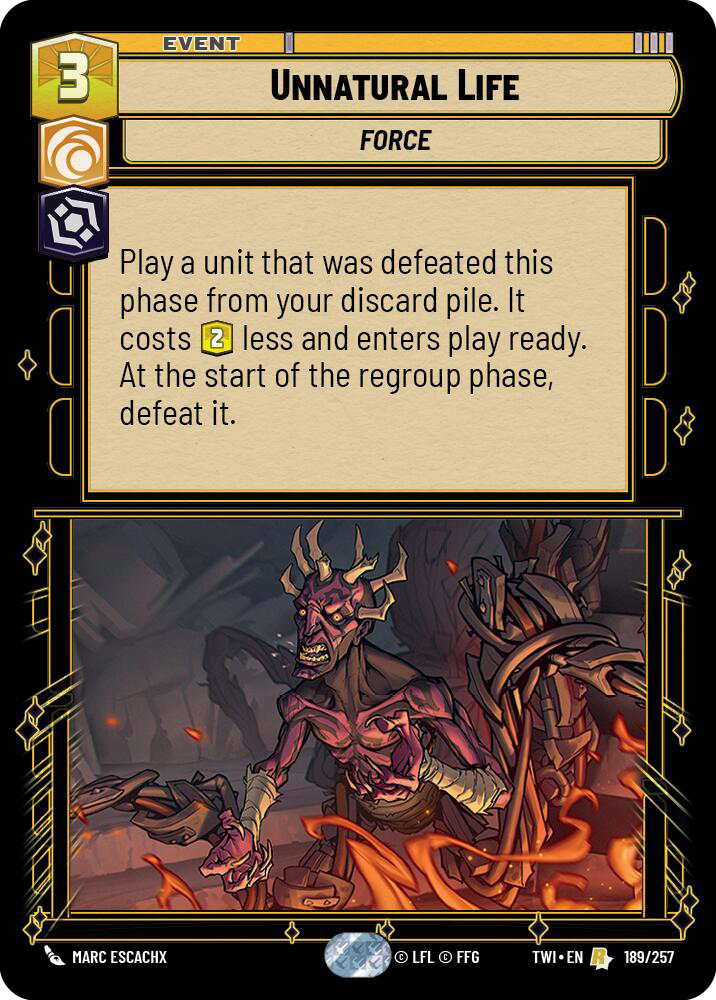 EVENT
3
UNNATURAL LIFE
FORCE
Play a unit that was defeated this
phase from your discard pile. It
costs 2 less and enters play ready.
At the start of the regroup phase,
defeat it.
MARC ESCACHX
© LFL © FFG
TWI • EN R 189/257